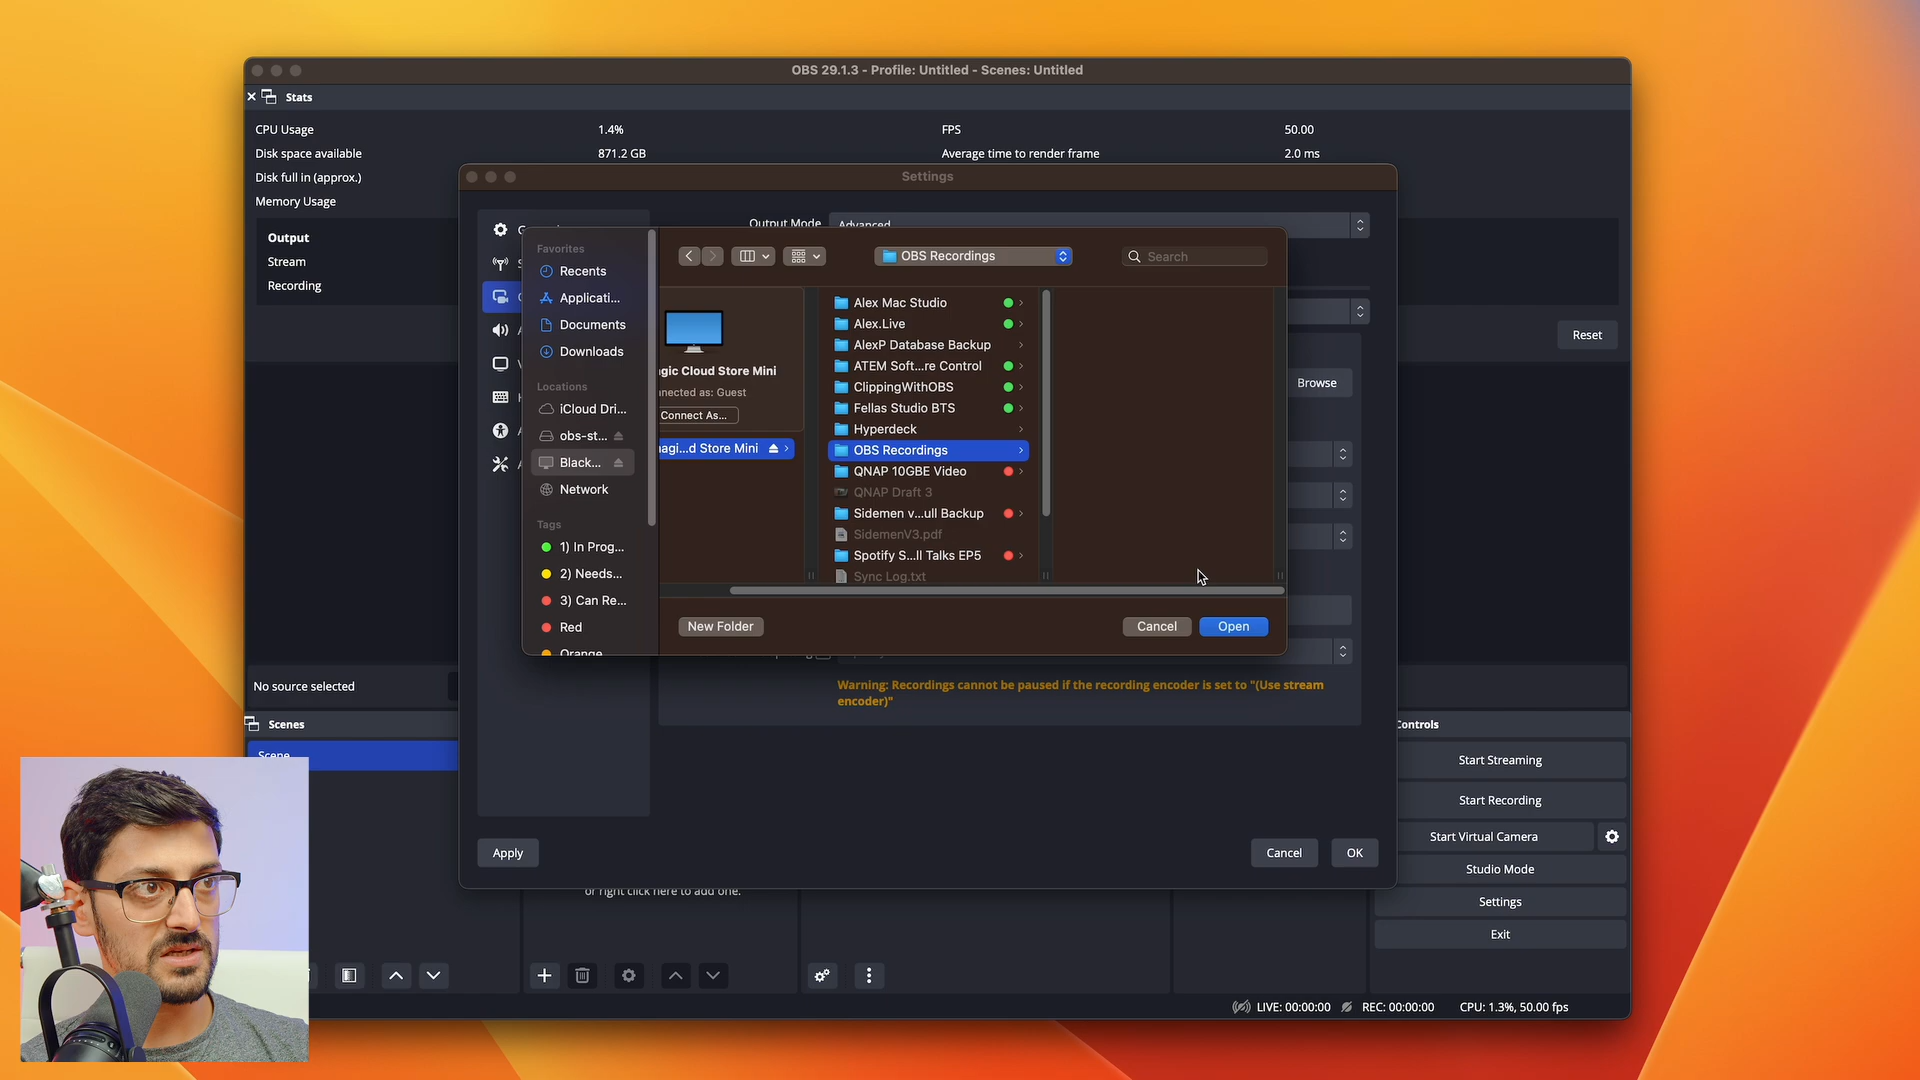 OBS 29.1.3 - Profile: Untitled - Scenes: Untitled
Stats
CPU Usage 1.4% FPS 50.00
Disk space available 871.2 GB Average time to render frame 2.0 ms
Disk full in (approx.)
Memory Usage
Output
Stream
Recording
Reset
Settings
Output Mode Advanced
Browse
Favorites
Recents
Applicati...
Documents
Downloads
Locations
iCloud Dri...
obs-st...
Black...
Network
Tags
1) In Prog...
2) Needs...
3) Can Re...
Red
Orange
OBS Recordings
Search
gic Cloud Store Mini
nected as: Guest
Connect As...
agi...d Store Mini
Alex Mac Studio
Alex.Live
AlexP Database Backup
ATEM Soft...re Control
ClippingWithOBS
Fellas Studio BTS
Hyperdeck
OBS Recordings
QNAP 10GBE Video
QNAP Draft 3
Sidemen v...ull Backup
SidemenV3.pdf
Spotify S...ll Talks EP5
Sync Log.txt
New Folder Cancel Open
Warning: Recordings cannot be paused if the recording encoder is set to "(Use stream
encoder)"
Apply Cancel OK
No source selected
Scenes
Scene
or right click here to add one.
Controls
Start Streaming
Start Recording
Start Virtual Camera
Studio Mode
Settings
Exit
LIVE: 00:00:00 REC: 00:00:00 CPU: 1.3%, 50.00 fps